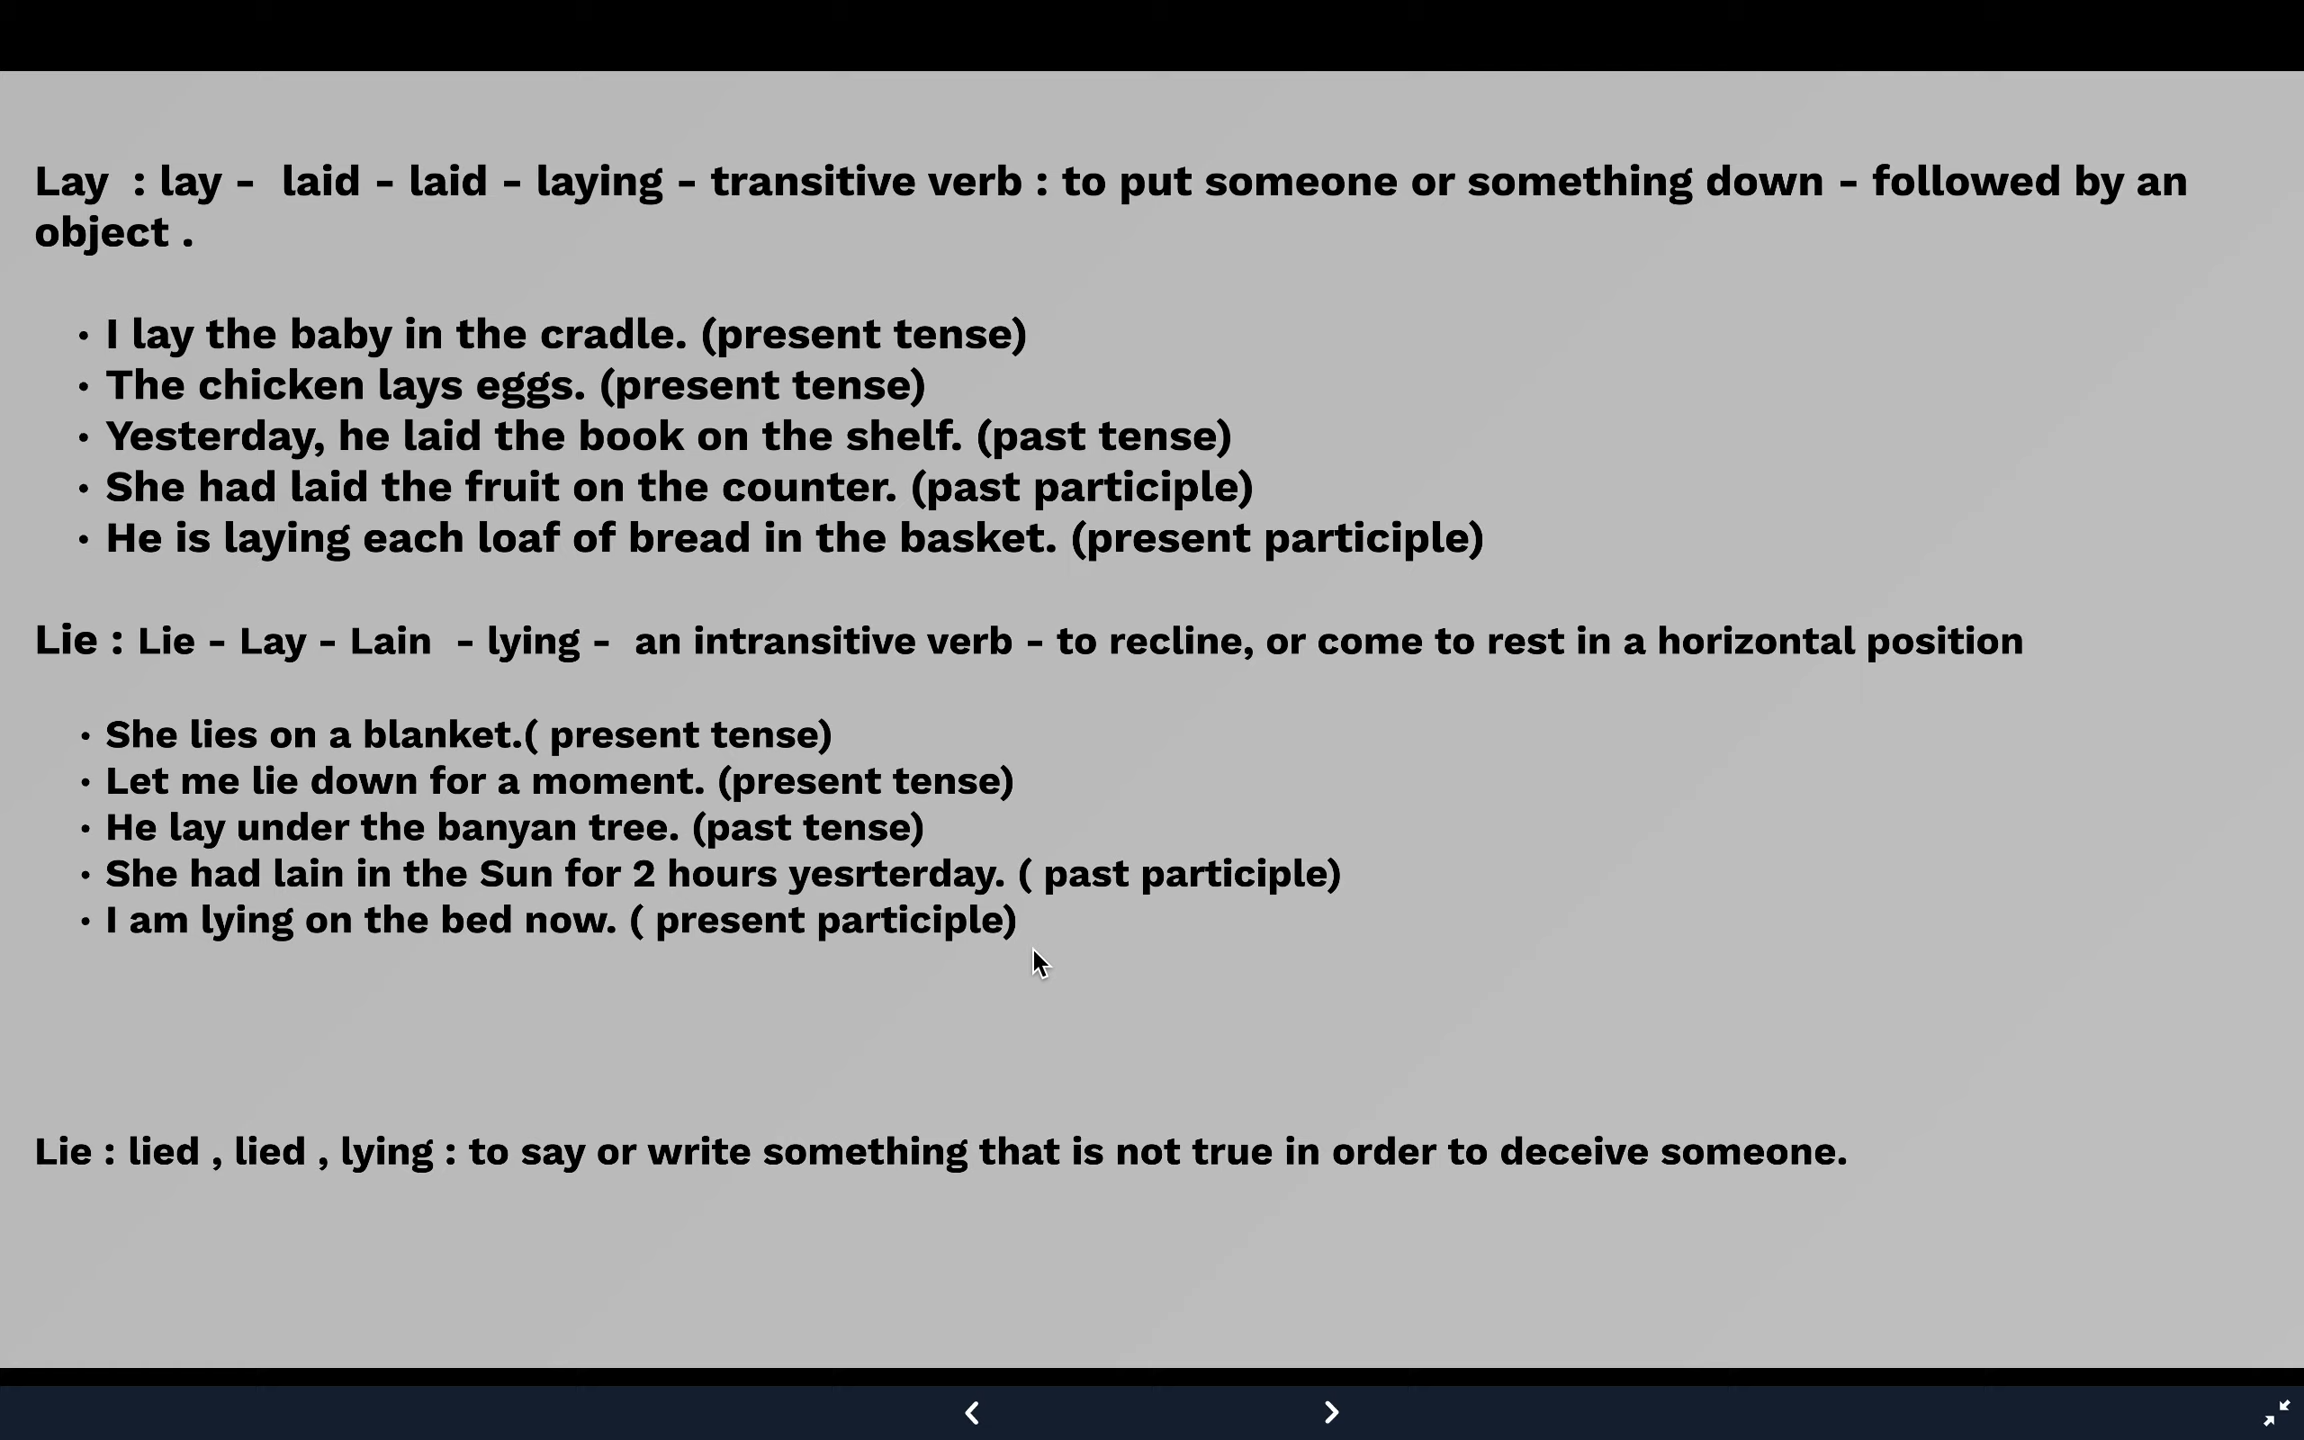 Lay : lay - laid - laid - laying - transitive verb : to put someone or something down - followed by an
object .
• I lay the baby in the cradle. (present tense)
• The chicken lays eggs. (present tense)
• Yesterday, he laid the book on the shelf. (past tense)
• She had laid the fruit on the counter. (past participle)
• He is laying each loaf of bread in the basket. (present participle)
Lie : Lie - Lay - Lain - lying - an intransitive verb - to recline, or come to rest in a horizontal position
• She lies on a blanket.( present tense)
• Let me lie down for a moment. (present tense)
• He lay under the banyan tree. (past tense)
• She had lain in the Sun for 2 hours yesrterday. ( past participle)
• I am lying on the bed now. ( present participle)
Lie : lied , lied , lying : to say or write something that is not true in order to deceive someone.